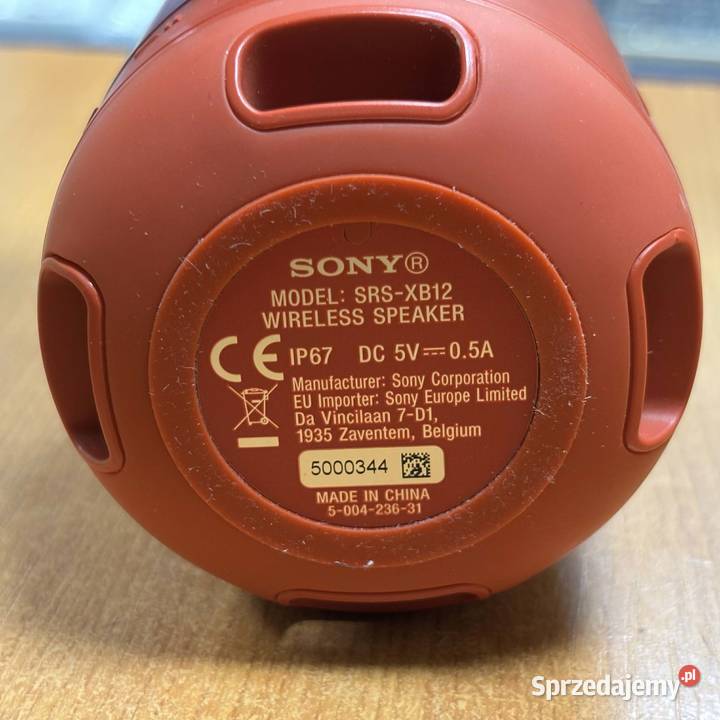 SONY®
MODEL: SRS-XB12
WIRELESS SPEAKER
CE IP67 DC 5V⎓0.5A
Manufacturer: Sony Corporation
EU Importer: Sony Europe Limited
Da Vincilaan 7-D1,
1935 Zaventem, Belgium
5000344
MADE IN CHINA
5-004-236-31
Sprzedajemy.pl